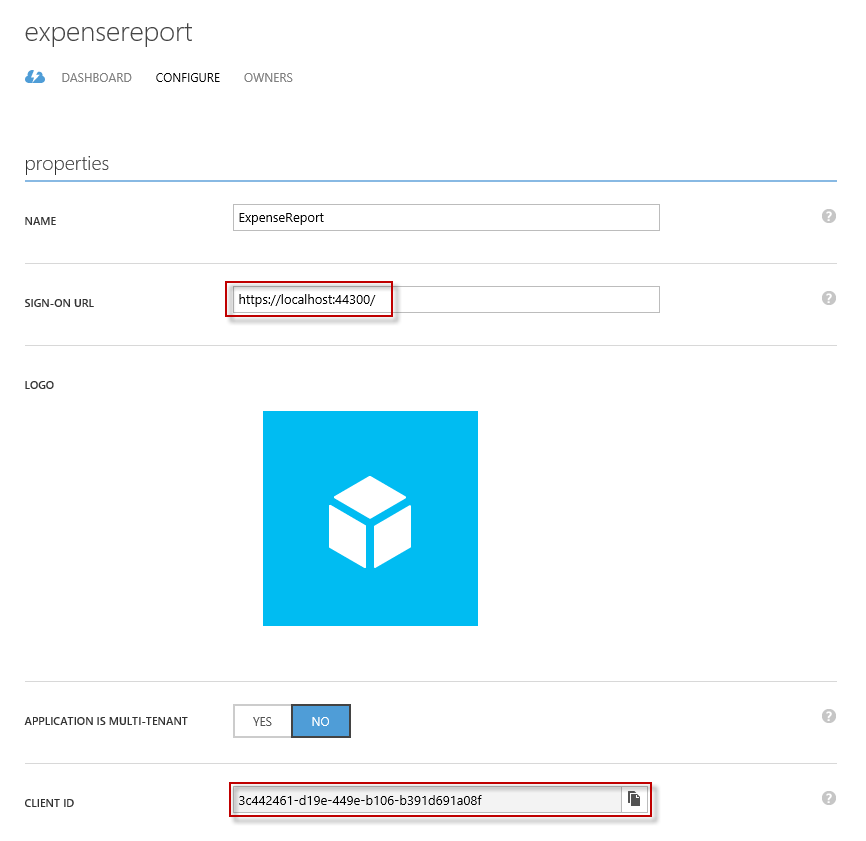 expensereport
DASHBOARD CONFIGURE OWNERS
properties
NAME ExpenseReport ?
SIGN-ON URL https://localhost:44300/ ?
LOGO
APPLICATION IS MULTI-TENANT YES NO ?
CLIENT ID 3c442461-d19e-449e-b106-b391d691a08f ?